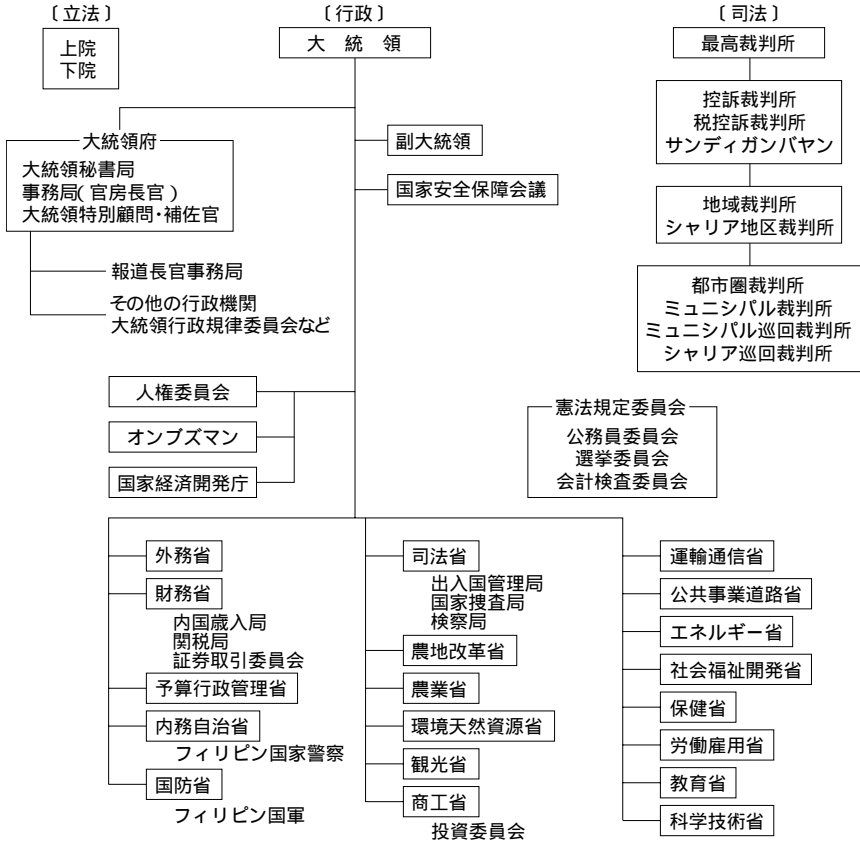 〔立法〕
上院
下院
〔行政〕
大統領
大統領府
大統領秘書局
事務局(官房長官)
大統領特別顧問・補佐官
報道長官事務局
その他の行政機関
大統領行政規律委員会など
副大統領
国家安全保障会議
〔司法〕
最高裁判所
控訴裁判所
税控訴裁判所
サンディガンバヤン
地域裁判所
シャリア地区裁判所
都市圏裁判所
ミュニシパル裁判所
ミュニシパル巡回裁判所
シャリア巡回裁判所
人権委員会
オンブズマン
国家経済開発庁
憲法規定委員会
公務員委員会
選挙委員会
会計検査委員会
外務省
財務省
内国歳入局
関税局
証券取引委員会
予算行政管理省
内務自治省
フィリピン国家警察
国防省
フィリピン国軍
司法省
出入国管理局
国家捜査局
検察局
農地改革省
農業省
環境天然資源省
観光省
商工省
投資委員会
運輸通信省
公共事業道路省
エネルギー省
社会福祉開発省
保健省
労働雇用省
教育省
科学技術省